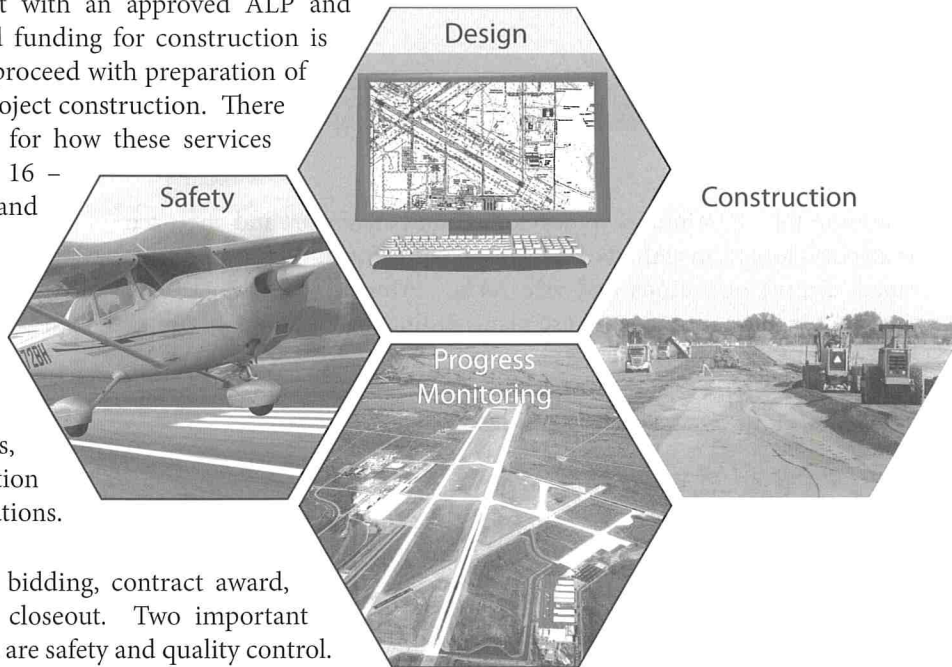 t with an approved ALP and
l funding for construction is
proceed with preparation of
oject construction. There
for how these services
16 –
and
s,
tion
ations.
bidding, contract award,
closeout. Two important
are safety and quality control.
Design
Safety
72BH
Construction
Progress
Monitoring